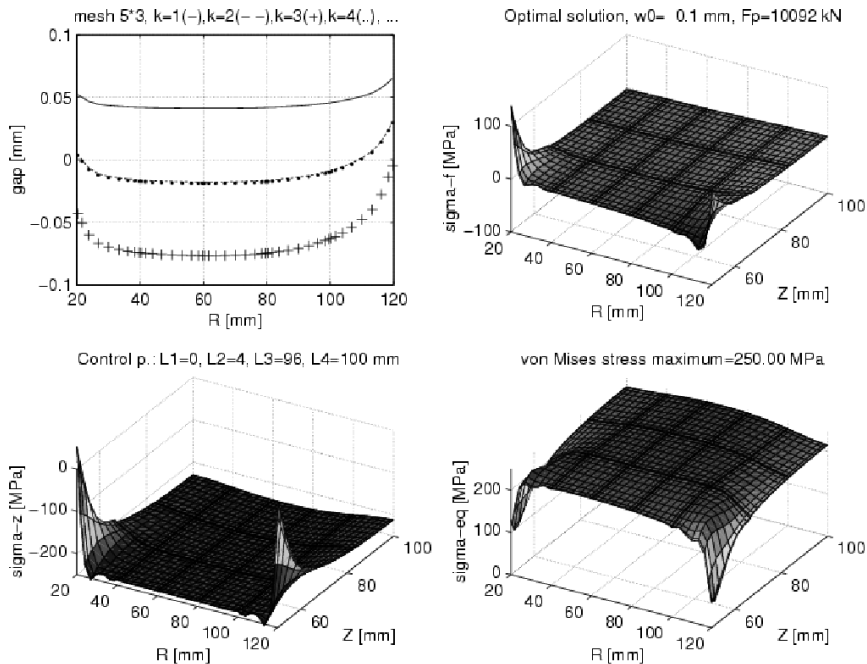 mesh 5*3, k=1(-),k=2(- -),k=3(+),k=4(..), ...
0.1
0.05
0
-0.05
-0.1
gap [mm]
20 40 60 80 100 120
R [mm]
Optimal solution, w0= 0.1 mm, Fp=10092 kN
100
0
-100
sigma-f [MPa]
20
40
60
80
100
120
R [mm]
60
80
100
Z [mm]
Control p.: L1=0, L2=4, L3=96, L4=100 mm
0
-100
-200
sigma-z [MPa]
20
40
60
80
100
120
R [mm]
60
80
100
Z [mm]
von Mises stress maximum=250.00 MPa
200
100
0
sigma-eq [MPa]
20
40
60
80
100
120
R [mm]
60
80
100
Z [mm]